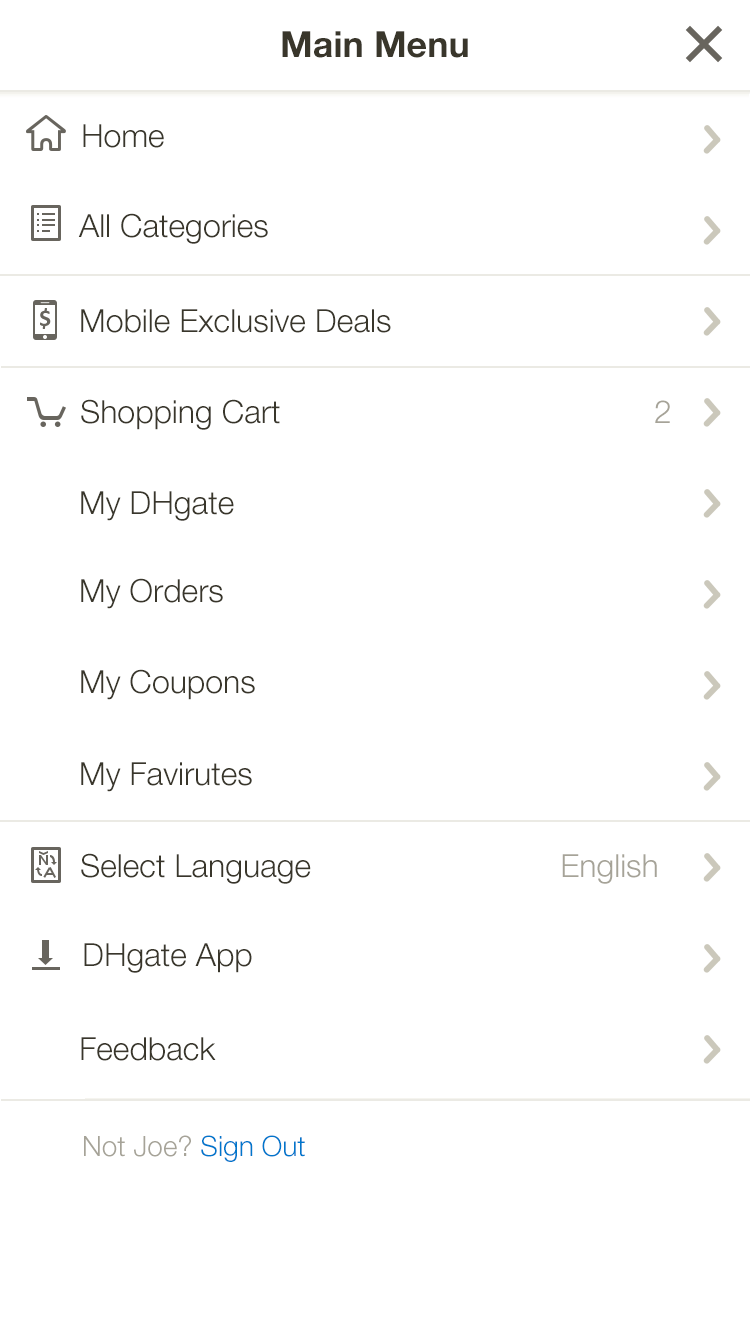 Main Menu
Home
All Categories
Mobile Exclusive Deals
Shopping Cart 2
My DHgate
My Orders
My Coupons
My Favirutes
Select Language English
DHgate App
Feedback
Not Joe? Sign Out